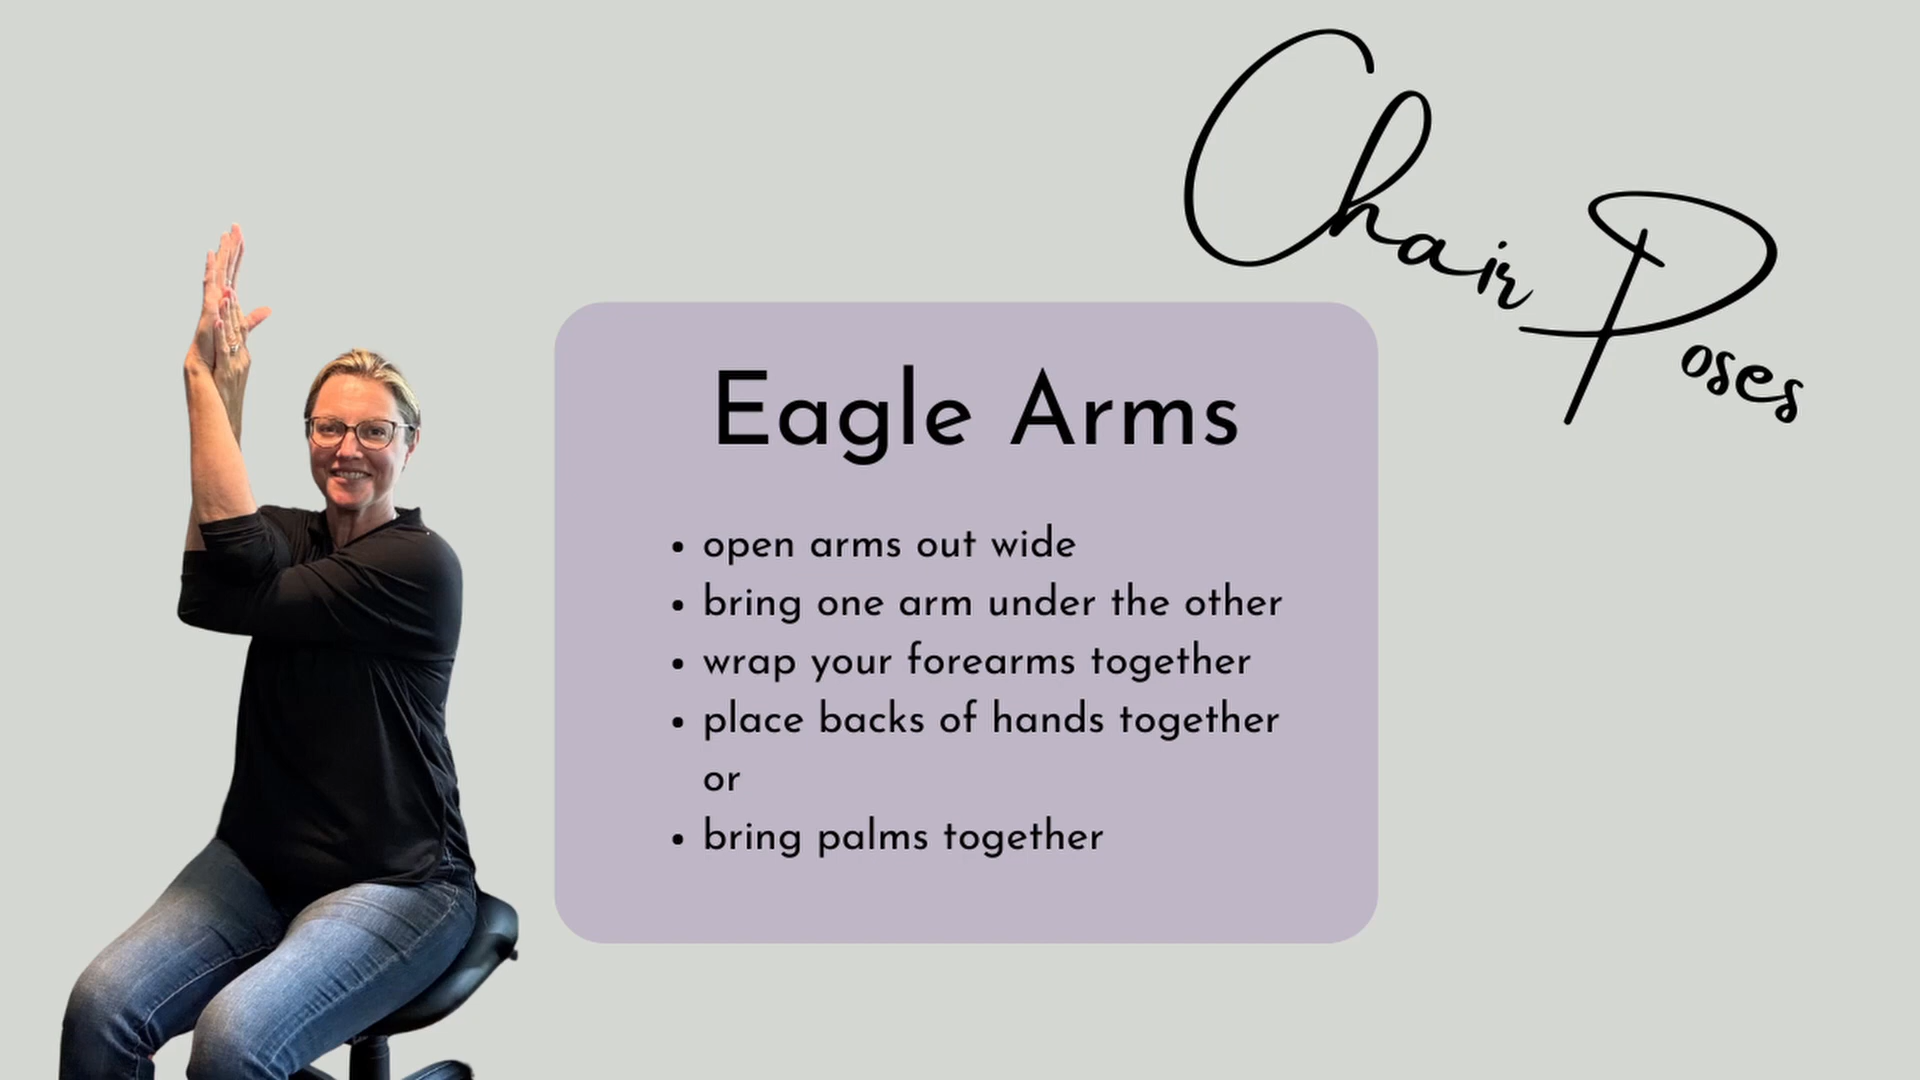 Chair Poses
Eagle Arms
• open arms out wide
• bring one arm under the other
• wrap your forearms together
• place backs of hands together
or
• bring palms together